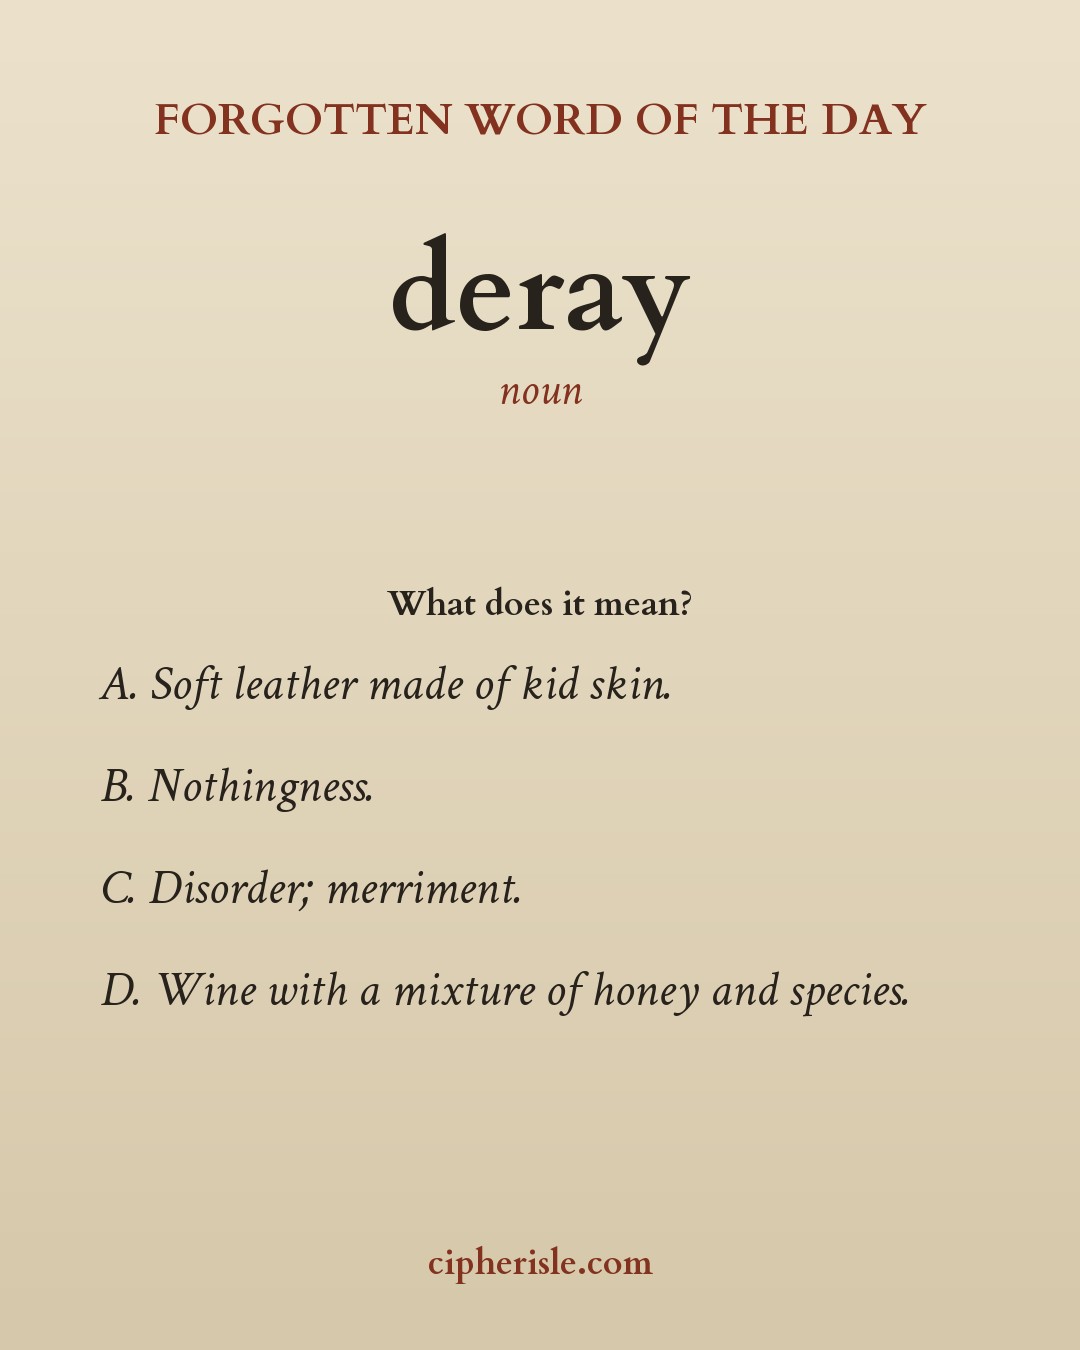 FORGOTTEN WORD OF THE DAY
deray
noun
What does it mean?
A. Soft leather made of kid skin.
B. Nothingness.
C. Disorder; merriment.
D. Wine with a mixture of honey and species.
cipherisle.com